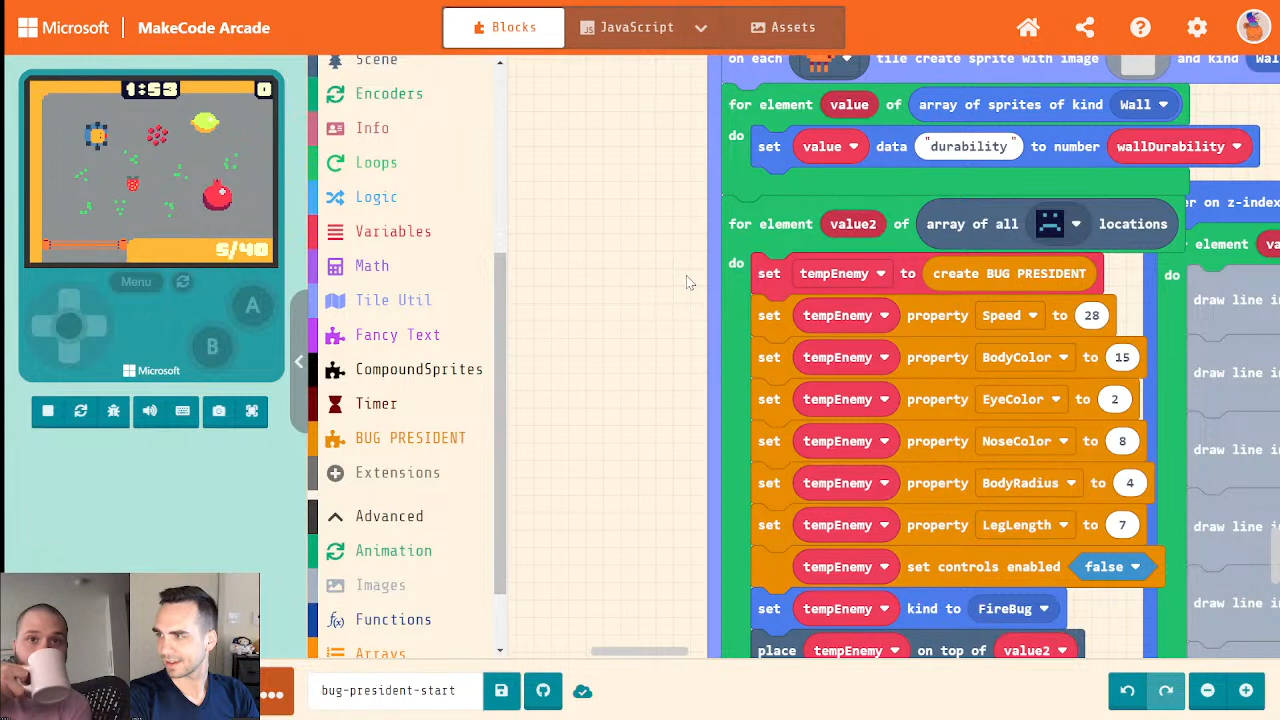 Microsoft
MakeCode Arcade
Blocks
JavaScript
Assets
1:53
0
5/40
Menu
A
B
Microsoft
Scene
Encoders
Info
Loops
Logic
Variables
Math
Tile Util
Fancy Text
CompoundSprites
Timer
BUG PRESIDENT
Extensions
Advanced
Animation
Images
Functions
Arrays
on each tile create sprite with image and kind Wal
for element value of array of sprites of kind Wall
do set value data "durability" to number wallDurability
for element value2 of array of all locations
do set tempEnemy to create BUG PRESIDENT
set tempEnemy property Speed to 28
set tempEnemy property BodyColor to 15
set tempEnemy property EyeColor to 2
set tempEnemy property NoseColor to 8
set tempEnemy property BodyRadius to 4
set tempEnemy property LegLength to 7
tempEnemy set controls enabled false
set tempEnemy kind to FireBug
place tempEnemy on top of value2
er on z-index
element va
do
draw line i
draw line i
draw line i
draw line i
draw line i
bug-president-start